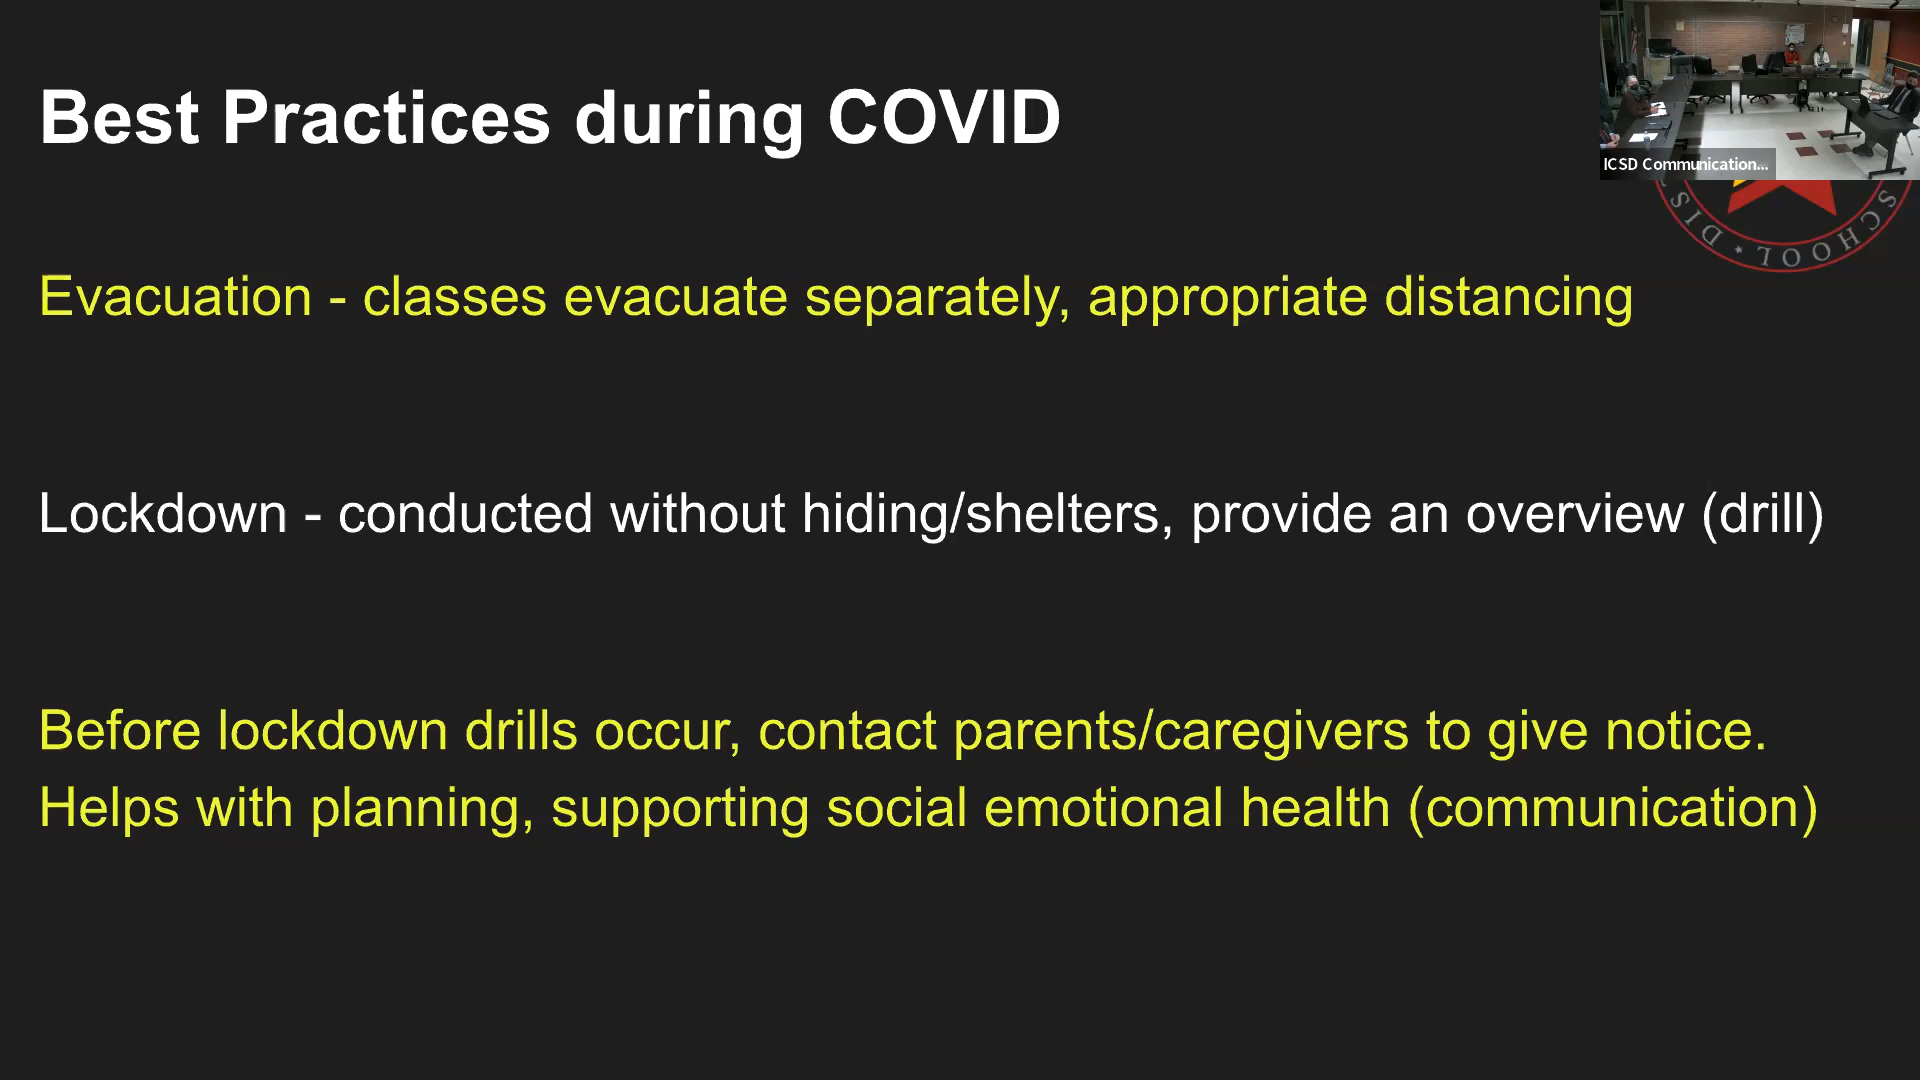 Best Practices during COVID
ICSD Communication...
SCHOOL DIS
Evacuation - classes evacuate separately, appropriate distancing
Lockdown - conducted without hiding/shelters, provide an overview (drill)
Before lockdown drills occur, contact parents/caregivers to give notice.
Helps with planning, supporting social emotional health (communication)